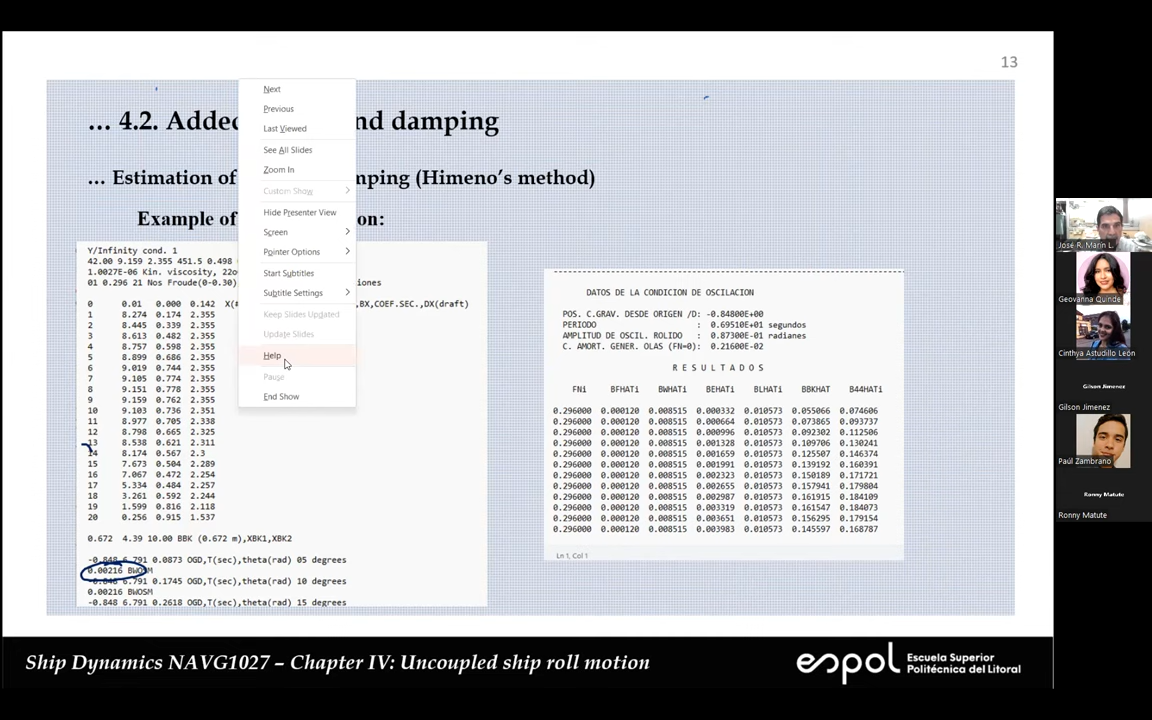 13
... 4.2. Added nd damping
... Estimation of mping (Himeno's method)
Example of ion:
Next
Previous
Last Viewed
See All Slides
Zoom In
Custom Show
Hide Presenter View
Screen
Pointer Options
Start Subtitles
Subtitle Settings
Keep Slides Updated
Update Slides
Help
Pause
End Show
Y/Infinity cond. 1
42.00 9.159 2.355 451.5 0.498
1.0027E-06 Kin. viscosity, 22o
01 0.296 21 Nos Froude(0-0.30) iones
0 0.01 0.000 0.142 X(# ,BX,COEF.SEC.,DX(draft)
1 8.274 0.174 2.355
2 8.445 0.339 2.355
3 8.613 0.482 2.355
4 8.757 0.598 2.355
5 8.899 0.686 2.355
6 9.019 0.744 2.355
7 9.105 0.774 2.355
8 9.151 0.778 2.355
9 9.159 0.762 2.355
10 9.103 0.736 2.351
11 8.977 0.705 2.338
12 8.798 0.665 2.325
13 8.538 0.621 2.311
14 8.174 0.567 2.3
15 7.673 0.504 2.289
16 7.067 0.472 2.254
17 5.334 0.484 2.257
18 3.261 0.592 2.244
19 1.599 0.816 2.118
20 0.256 0.915 1.537
0.672 4.39 10.00 BBK (0.672 m),XBK1,XBK2
-0.848 6.791 0.0873 OGD,T(sec),theta(rad) 05 degrees
0.00216 BWOSM
-0.848 6.791 0.1745 OGD,T(sec),theta(rad) 10 degrees
0.00216 BWOSM
-0.848 6.791 0.2618 OGD,T(sec),theta(rad) 15 degrees
DATOS DE LA CONDICION DE OSCILACION
POS. C.GRAV. DESDE ORIGEN /D: -0.84800E+00
PERIODO : 0.69510E+01 segundos
AMPLITUD DE OSCIL. ROLIDO : 0.87300E-01 radianes
C. AMORT. GENER. OLAS (FN=0): 0.21600E-02
R E S U L T A D O S
FNi BFHATi BWHATi BEHATi BLHATi BBKHAT B44HATi
0.296000 0.000120 0.008515 0.000332 0.010573 0.055066 0.074606
0.296000 0.000120 0.008515 0.000664 0.010573 0.073865 0.093737
0.296000 0.000120 0.008515 0.000996 0.010573 0.092302 0.112506
0.296000 0.000120 0.008515 0.001328 0.010573 0.109706 0.130241
0.296000 0.000120 0.008515 0.001659 0.010573 0.125507 0.146374
0.296000 0.000120 0.008515 0.001991 0.010573 0.139192 0.160391
0.296000 0.000120 0.008515 0.002323 0.010573 0.150189 0.171721
0.296000 0.000120 0.008515 0.002655 0.010573 0.157941 0.179804
0.296000 0.000120 0.008515 0.002987 0.010573 0.161915 0.184109
0.296000 0.000120 0.008515 0.003319 0.010573 0.161547 0.184073
0.296000 0.000120 0.008515 0.003651 0.010573 0.156295 0.179154
0.296000 0.000120 0.008515 0.003983 0.010573 0.145597 0.168787
Ln 1, Col 1
Ship Dynamics NAVG1027 – Chapter IV: Uncoupled ship roll motion
espol Escuela Superior
Politécnica del Litoral
José R. Marín L.
Geovanna Quinde
Cinthya Astudillo León
Gilson Jimenez
Gilson Jimenez
Paúl Zambrano
Ronny Matute
Ronny Matute